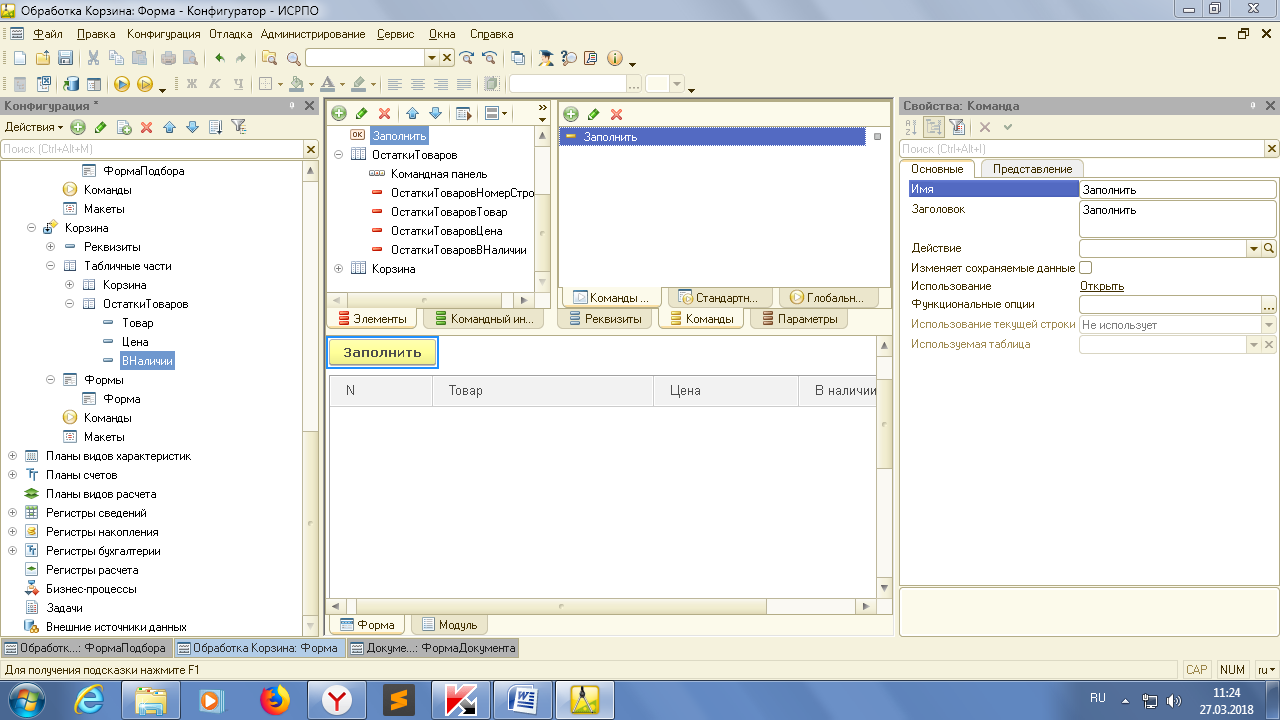 Обработка Корзина: Форма - Конфигуратор - ИСРПО
Файл Правка Конфигурация Отладка Администрирование Сервис Окна Справка
Конфигурация *
Действия
Поиск (Ctrl+Alt+M)
ФормаПодбора
Команды
Макеты
Корзина
Реквизиты
Табличные части
Корзина
ОстаткиТоваров
Товар
Цена
ВНаличии
Формы
Форма
Команды
Макеты
Планы видов характеристик
Планы счетов
Планы видов расчета
Регистры сведений
Регистры накопления
Регистры бухгалтерии
Регистры расчета
Бизнес-процессы
Задачи
Внешние источники данных
OK Заполнить
ОстаткиТоваров
Командная панель
ОстаткиТоваровНомерСтро
ОстаткиТоваровТовар
ОстаткиТоваровЦена
ОстаткиТоваровВНаличии
Корзина
Элементы Командный ин...
Заполнить
Команды ... Стандартн... Глобальн...
Реквизиты Команды Параметры
Заполнить
N Товар Цена В наличии
Форма Модуль
Свойства: Команда
Поиск (Ctrl+Alt+I)
Основные Представление
Имя Заполнить
Заголовок Заполнить
Действие
Изменяет сохраняемые данные
Использование Открыть
Функциональные опции
Использование текущей строки Не использует
Используемая таблица
Обработк...: ФормаПодбора Обработка Корзина: Форма Докуме...: ФормаДокумента
Для получения подсказки нажмите F1 CAP NUM ru
RU 11:24
27.03.2018